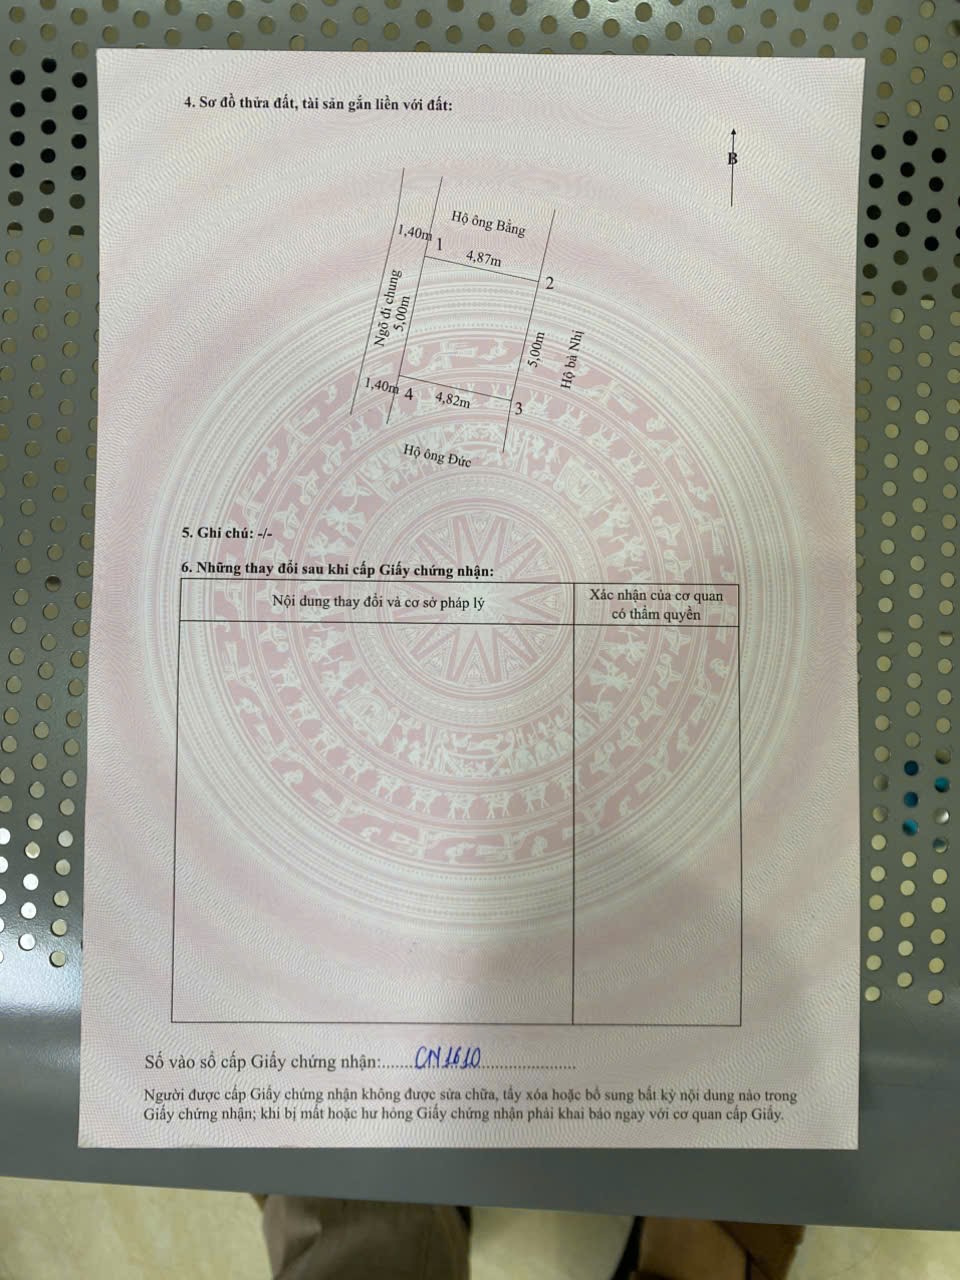 4. Sơ đồ thửa đất, tài sản gắn liền với đất:
B
Hộ ông Bằng
1,40m
1
4,87m
2
Ngõ đi chung
5,00m
5,00m
Hộ bà Nhị
1,40m
4
4,82m
3
Hộ ông Đức
5. Ghi chú: -/-
6. Những thay đổi sau khi cấp Giấy chứng nhận:
Nội dung thay đổi và cơ sở pháp lý
Xác nhận của cơ quan
có thẩm quyền
Số vào sổ cấp Giấy chứng nhận:......CN1610......................
Người được cấp Giấy chứng nhận không được sửa chữa, tẩy xóa hoặc bổ sung bất kỳ nội dung nào trong
Giấy chứng nhận; khi bị mất hoặc hư hỏng Giấy chứng nhận phải khai báo ngay với cơ quan cấp Giấy.